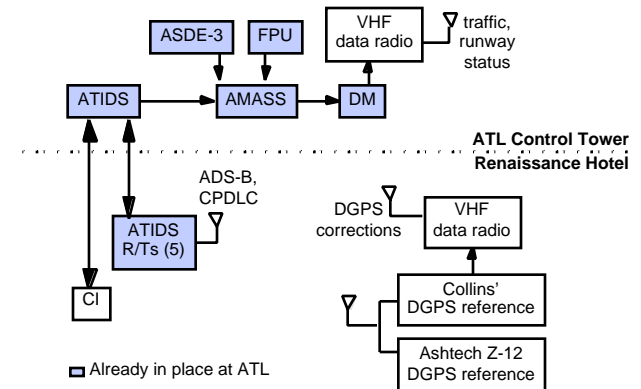 ASDE-3
FPU
VHF
data radio
traffic,
runway
status
ATIDS
AMASS
DM
ATL Control Tower
Renaissance Hotel
ADS-B,
CPDLC
ATIDS
R/Ts (5)
DGPS
corrections
VHF
data radio
CI
Collins'
DGPS reference
Ashtech Z-12
DGPS reference
Already in place at ATL